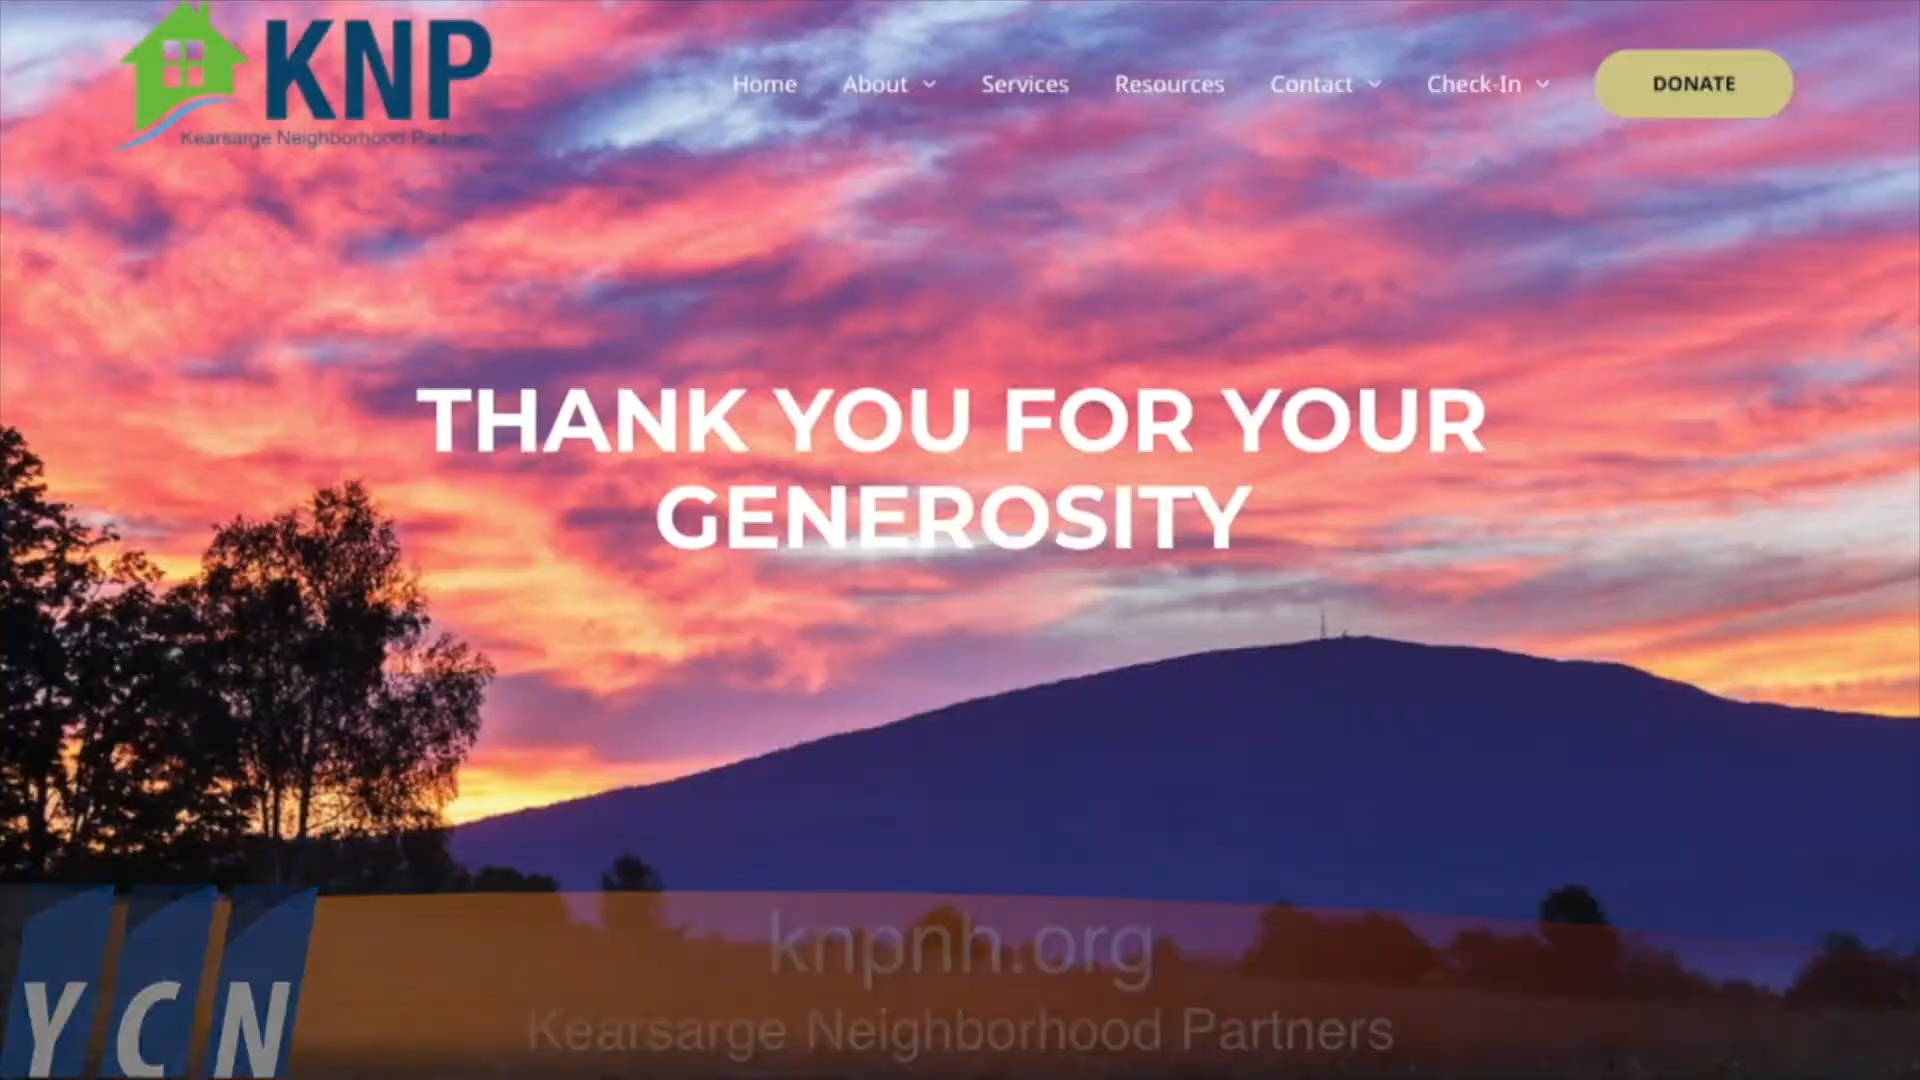 KNP
Kearsarge Neighborhood Partners
Home About Services Resources Contact Check-In DONATE
THANK YOU FOR YOUR
GENEROSITY
knpnh.org
Kearsarge Neighborhood Partners
YCN